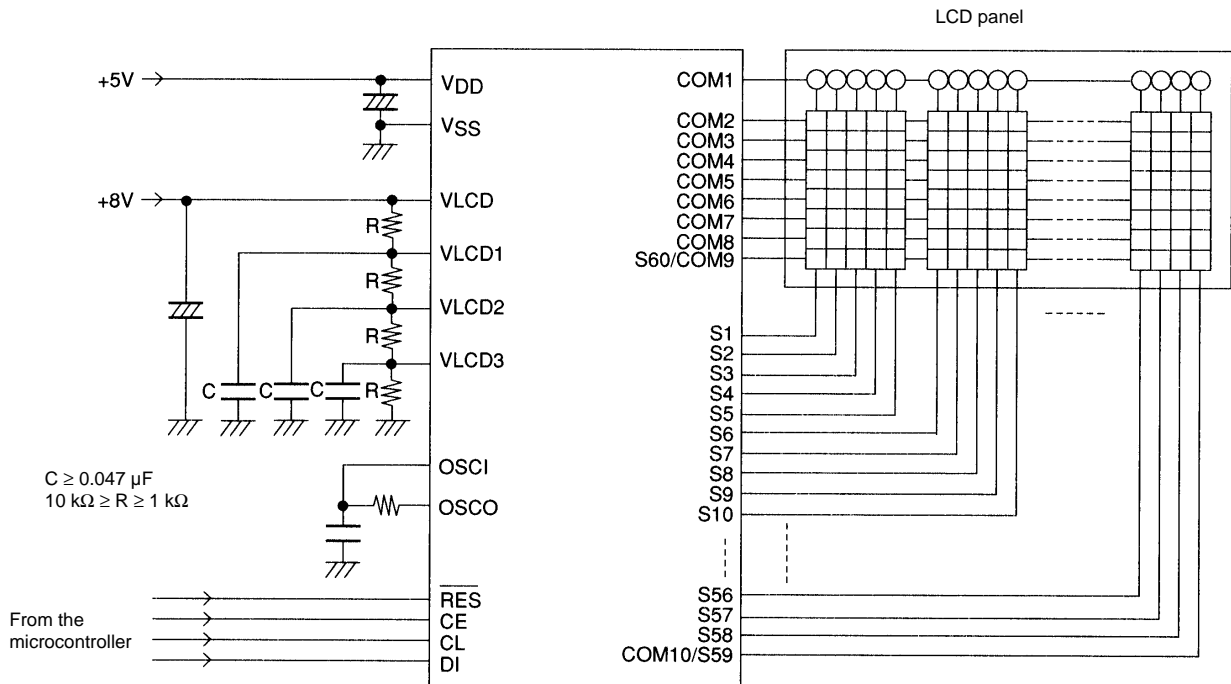 LCD panel
+5V
VDD
VSS
+8V
VLCD
R
VLCD1
R
VLCD2
R
VLCD3
C
C
C
R
C ≥ 0.047 µF
10 kΩ ≥ R ≥ 1 kΩ
OSCI
OSCO
From the
microcontroller
RES
CE
CL
DI
COM1
COM2
COM3
COM4
COM5
COM6
COM7
COM8
S60/COM9
S1
S2
S3
S4
S5
S6
S7
S8
S9
S10
S56
S57
S58
COM10/S59